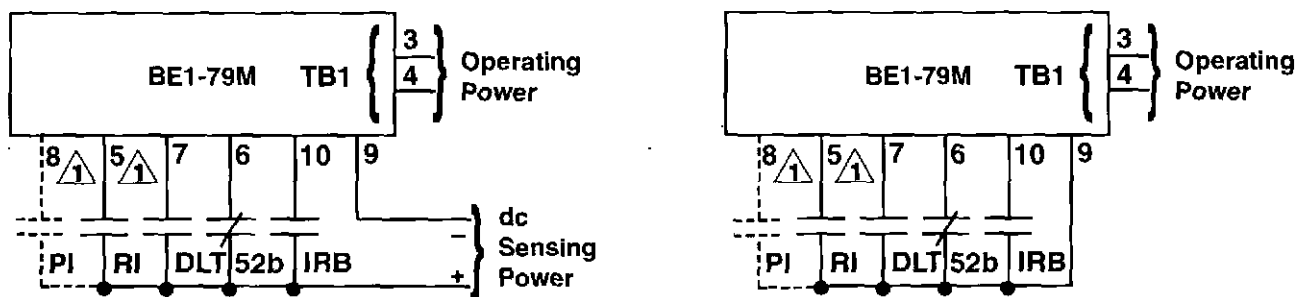 BE1-79M TB1 { 3 4 } Operating Power
8 1 5 1 7 6 10 9
PI RI DLT 52b IRB
− + } dc Sensing Power
BE1-79M TB1 { 3 4 } Operating Power
8 1 5 1 7 6 10 9
PI RI DLT 52b IRB